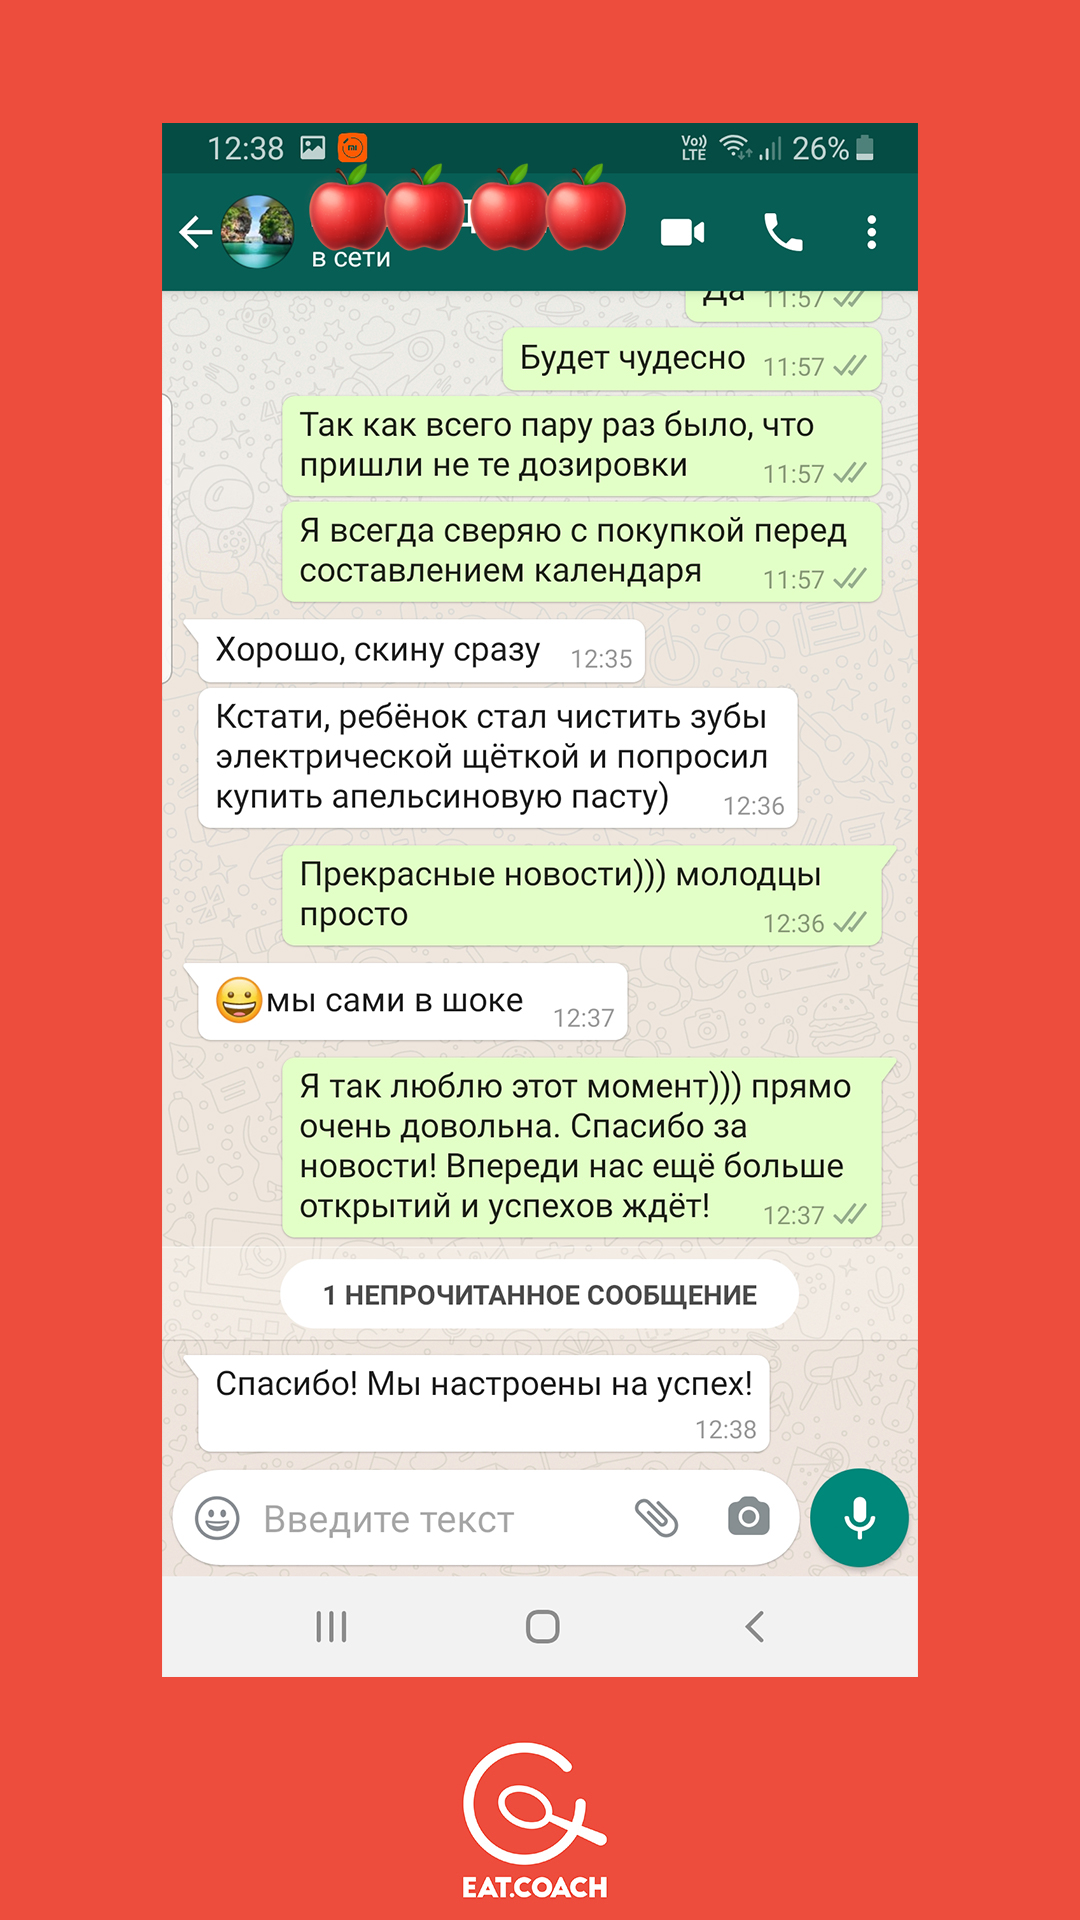 12:38
Vo)) LTE 26%
в сети
Да 11:57
Будет чудесно 11:57
Так как всего пару раз было, что
пришли не те дозировки 11:57
Я всегда сверяю с покупкой перед
составлением календаря 11:57
Хорошо, скину сразу 12:35
Кстати, ребёнок стал чистить зубы
электрической щёткой и попросил
купить апельсиновую пасту) 12:36
Прекрасные новости))) молодцы
просто 12:36
😀мы сами в шоке 12:37
Я так люблю этот момент))) прямо
очень довольна. Спасибо за
новости! Впереди нас ещё больше
открытий и успехов ждёт! 12:37
1 НЕПРОЧИТАННОЕ СООБЩЕНИЕ
Спасибо! Мы настроены на успех!
12:38
Введите текст
EAT.COACH